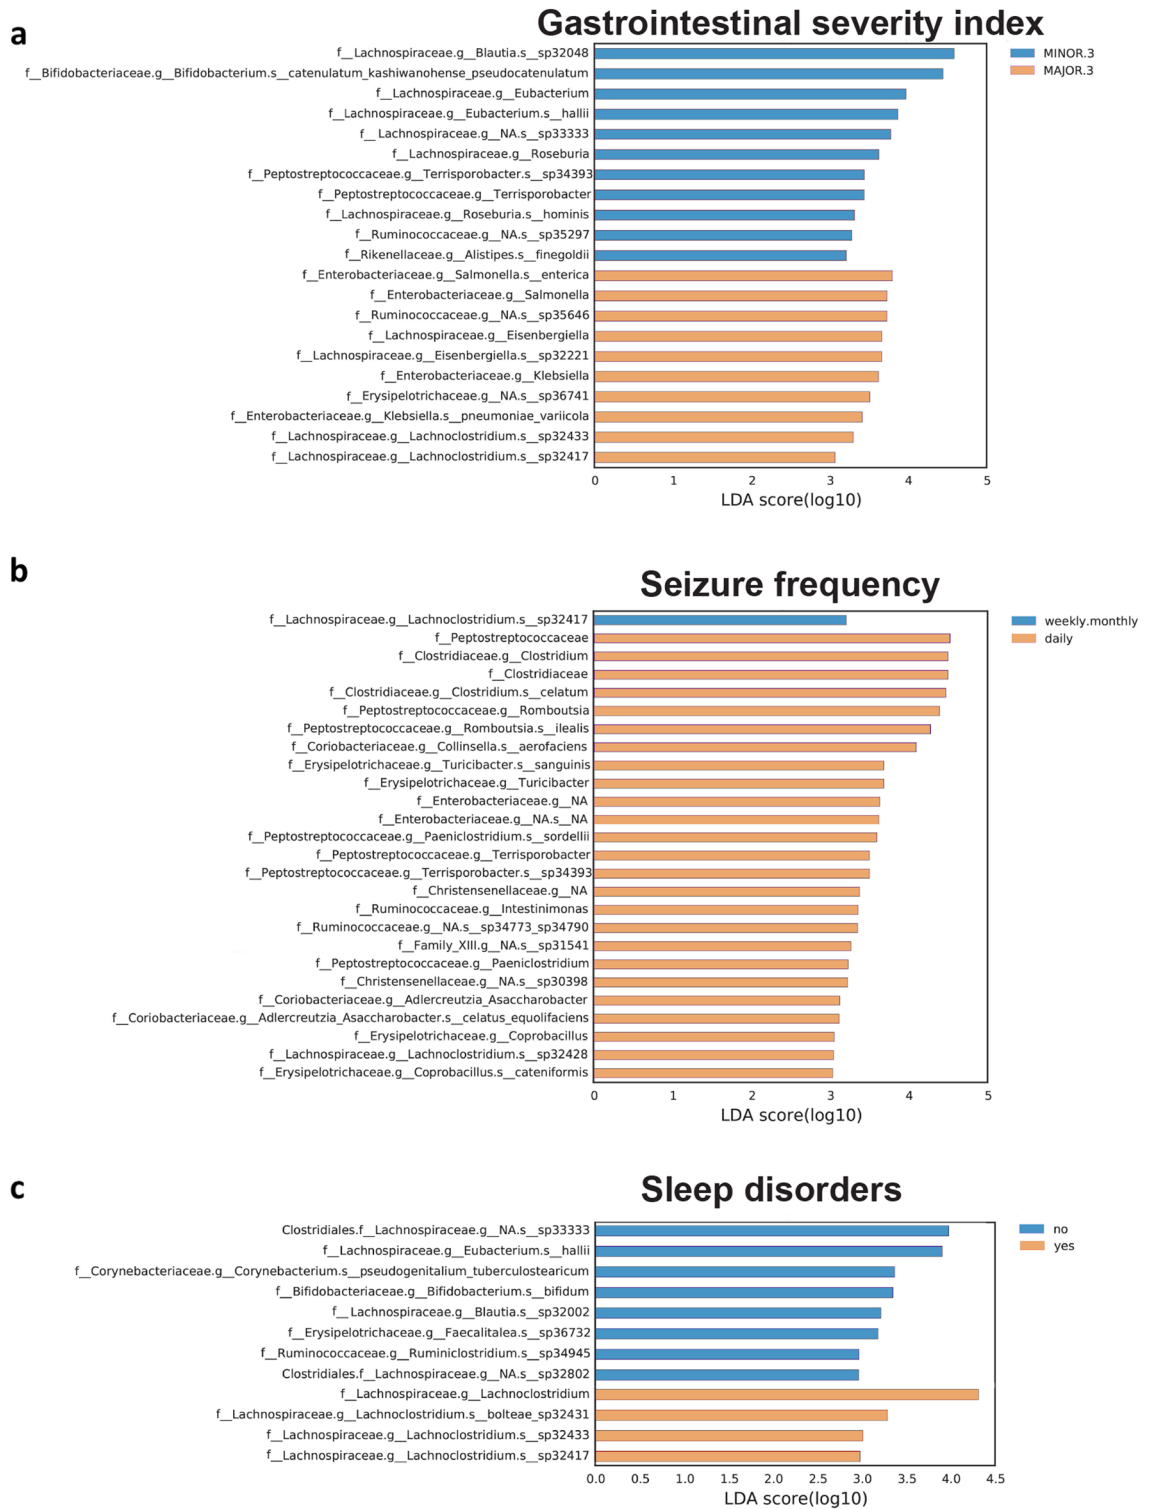 a
Gastrointestinal severity index
f__Lachnospiraceae.g__Blautia.s__sp32048
f__Bifidobacteriaceae.g__Bifidobacterium.s__catenulatum_kashiwanohense_pseudocatenulatum
f__Lachnospiraceae.g__Eubacterium
f__Lachnospiraceae.g__Eubacterium.s__hallii
f__Lachnospiraceae.g__NA.s__sp33333
f__Lachnospiraceae.g__Roseburia
f__Peptostreptococcaceae.g__Terrisporobacter.s__sp34393
f__Peptostreptococcaceae.g__Terrisporobacter
f__Lachnospiraceae.g__Roseburia.s__hominis
f__Ruminococcaceae.g__NA.s__sp35297
f__Rikenellaceae.g__Alistipes.s__finegoldii
f__Enterobacteriaceae.g__Salmonella.s__enterica
f__Enterobacteriaceae.g__Salmonella
f__Ruminococcaceae.g__NA.s__sp35646
f__Lachnospiraceae.g__Eisenbergiella
f__Lachnospiraceae.g__Eisenbergiella.s__sp32221
f__Enterobacteriaceae.g__Klebsiella
f__Erysipelotrichaceae.g__NA.s__sp36741
f__Enterobacteriaceae.g__Klebsiella.s__pneumoniae_variicola
f__Lachnospiraceae.g__Lachnoclostridium.s__sp32433
f__Lachnospiraceae.g__Lachnoclostridium.s__sp32417
0 1 2 3 4 5
LDA score(log10)
MINOR.3
MAJOR.3
b
Seizure frequency
f__Lachnospiraceae.g__Lachnoclostridium.s__sp32417
f__Peptostreptococcaceae
f__Clostridiaceae.g__Clostridium
f__Clostridiaceae
f__Clostridiaceae.g__Clostridium.s__celatum
f__Peptostreptococcaceae.g__Romboutsia
f__Peptostreptococcaceae.g__Romboutsia.s__ilealis
f__Coriobacteriaceae.g__Collinsella.s__aerofaciens
f__Erysipelotrichaceae.g__Turicibacter.s__sanguinis
f__Erysipelotrichaceae.g__Turicibacter
f__Enterobacteriaceae.g__NA
f__Enterobacteriaceae.g__NA.s__NA
f__Peptostreptococcaceae.g__Paeniclostridium.s__sordellii
f__Peptostreptococcaceae.g__Terrisporobacter
f__Peptostreptococcaceae.g__Terrisporobacter.s__sp34393
f__Christensenellaceae.g__NA
f__Ruminococcaceae.g__Intestinimonas
f__Ruminococcaceae.g__NA.s__sp34773_sp34790
f__Family_XIII.g__NA.s__sp31541
f__Peptostreptococcaceae.g__Paeniclostridium
f__Christensenellaceae.g__NA.s__sp30398
f__Coriobacteriaceae.g__Adlercreutzia_Asaccharobacter
f__Coriobacteriaceae.g__Adlercreutzia_Asaccharobacter.s__celatus_equolifaciens
f__Erysipelotrichaceae.g__Coprobacillus
f__Lachnospiraceae.g__Lachnoclostridium.s__sp32428
f__Erysipelotrichaceae.g__Coprobacillus.s__cateniformis
0 1 2 3 4 5
LDA score(log10)
weekly.monthly
daily
c
Sleep disorders
Clostridiales.f__Lachnospiraceae.g__NA.s__sp33333
f__Lachnospiraceae.g__Eubacterium.s__hallii
f__Corynebacteriaceae.g__Corynebacterium.s__pseudogenitalium_tuberculostearicum
f__Bifidobacteriaceae.g__Bifidobacterium.s__bifidum
f__Lachnospiraceae.g__Blautia.s__sp32002
f__Erysipelotrichaceae.g__Faecalitalea.s__sp36732
f__Ruminococcaceae.g__Ruminiclostridium.s__sp34945
Clostridiales.f__Lachnospiraceae.g__NA.s__sp32802
f__Lachnospiraceae.g__Lachnoclostridium
f__Lachnospiraceae.g__Lachnoclostridium.s__bolteae_sp32431
f__Lachnospiraceae.g__Lachnoclostridium.s__sp32433
f__Lachnospiraceae.g__Lachnoclostridium.s__sp32417
0.0 0.5 1.0 1.5 2.0 2.5 3.0 3.5 4.0 4.5
LDA score(log10)
no
yes